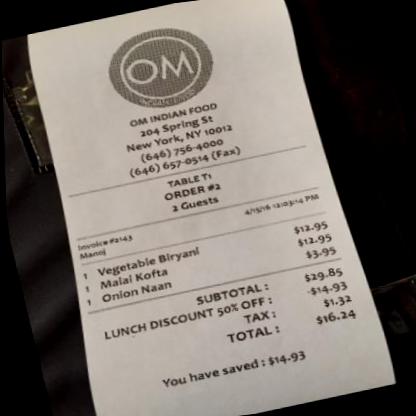 OM
INDIAN FOOD
OM INDIAN FOOD
204 Spring St
New York, NY 10012
(646) 756-4000
(646) 657-0514 (Fax)
TABLE T1
ORDER #2
2 Guests
4/15/16 12:03:14 PM
Invoice #2143
Manoj
1 Vegetable Biryani $12.95
1 Malai Kofta $12.95
1 Onion Naan $3.95
SUBTOTAL : $29.85
LUNCH DISCOUNT 50% OFF : -$14.93
TAX : $1.32
TOTAL : $16.24
You have saved : $14.93